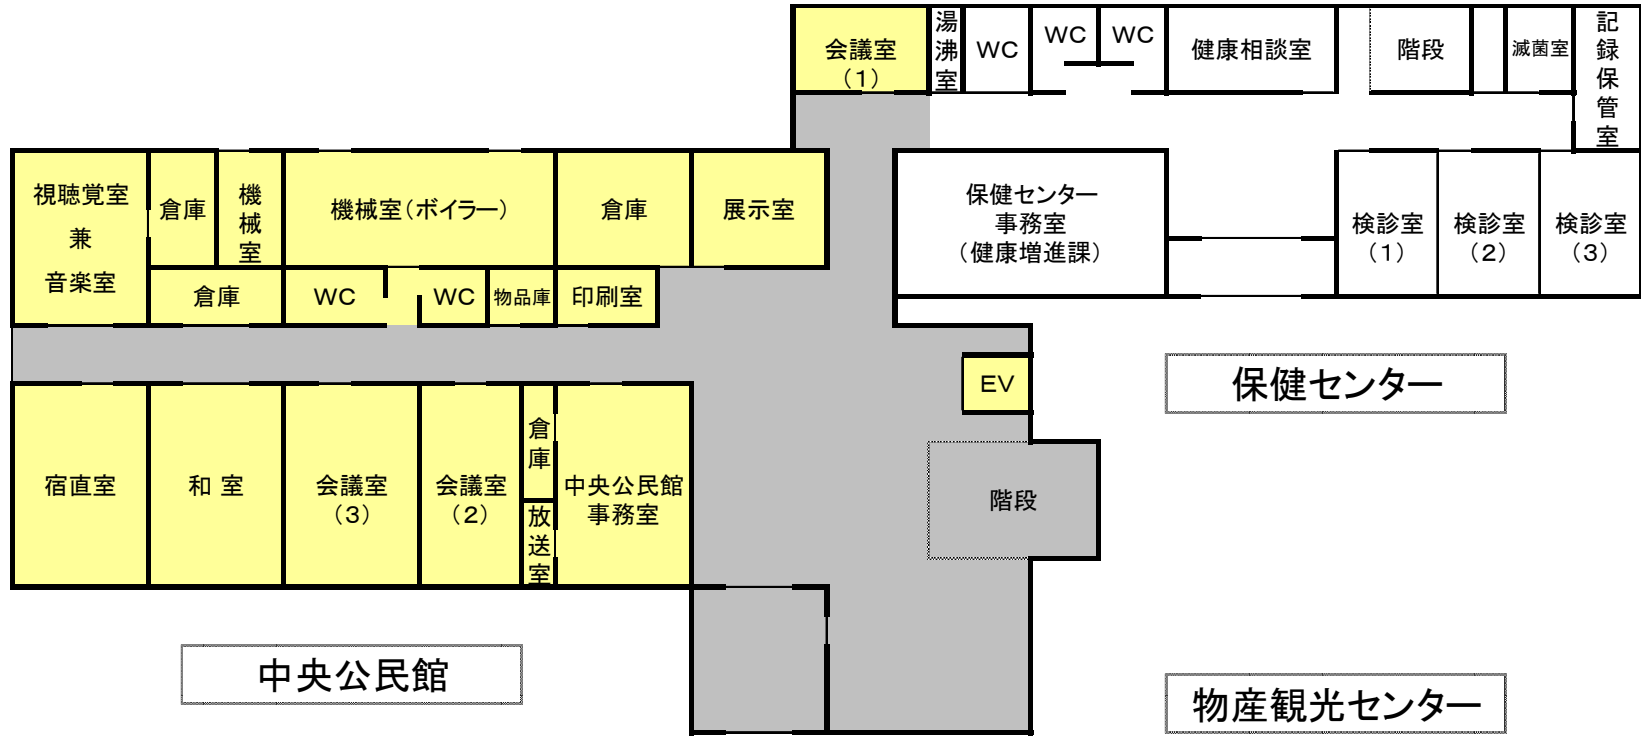 会議室
（1）
湯沸室
WC
WC
WC
健康相談室
階段
滅菌室
記録保管室
視聴覚室
兼
音楽室
倉庫
機械室
機械室（ボイラー）
倉庫
展示室
倉庫
WC
WC
物品庫
印刷室
保健センター
事務室
（健康増進課）
検診室
（1）
検診室
（2）
検診室
（3）
EV
保健センター
宿直室
和 室
会議室
（3）
会議室
（2）
倉庫
放送室
中央公民館
事務室
階段
中央公民館
物産観光センター